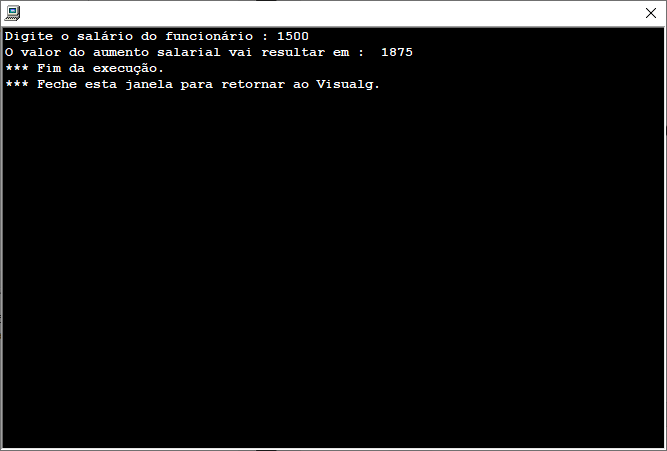 Digite o salário do funcionário : 1500
O valor do aumento salarial vai resultar em :  1875
*** Fim da execução.
*** Feche esta janela para retornar ao Visualg.